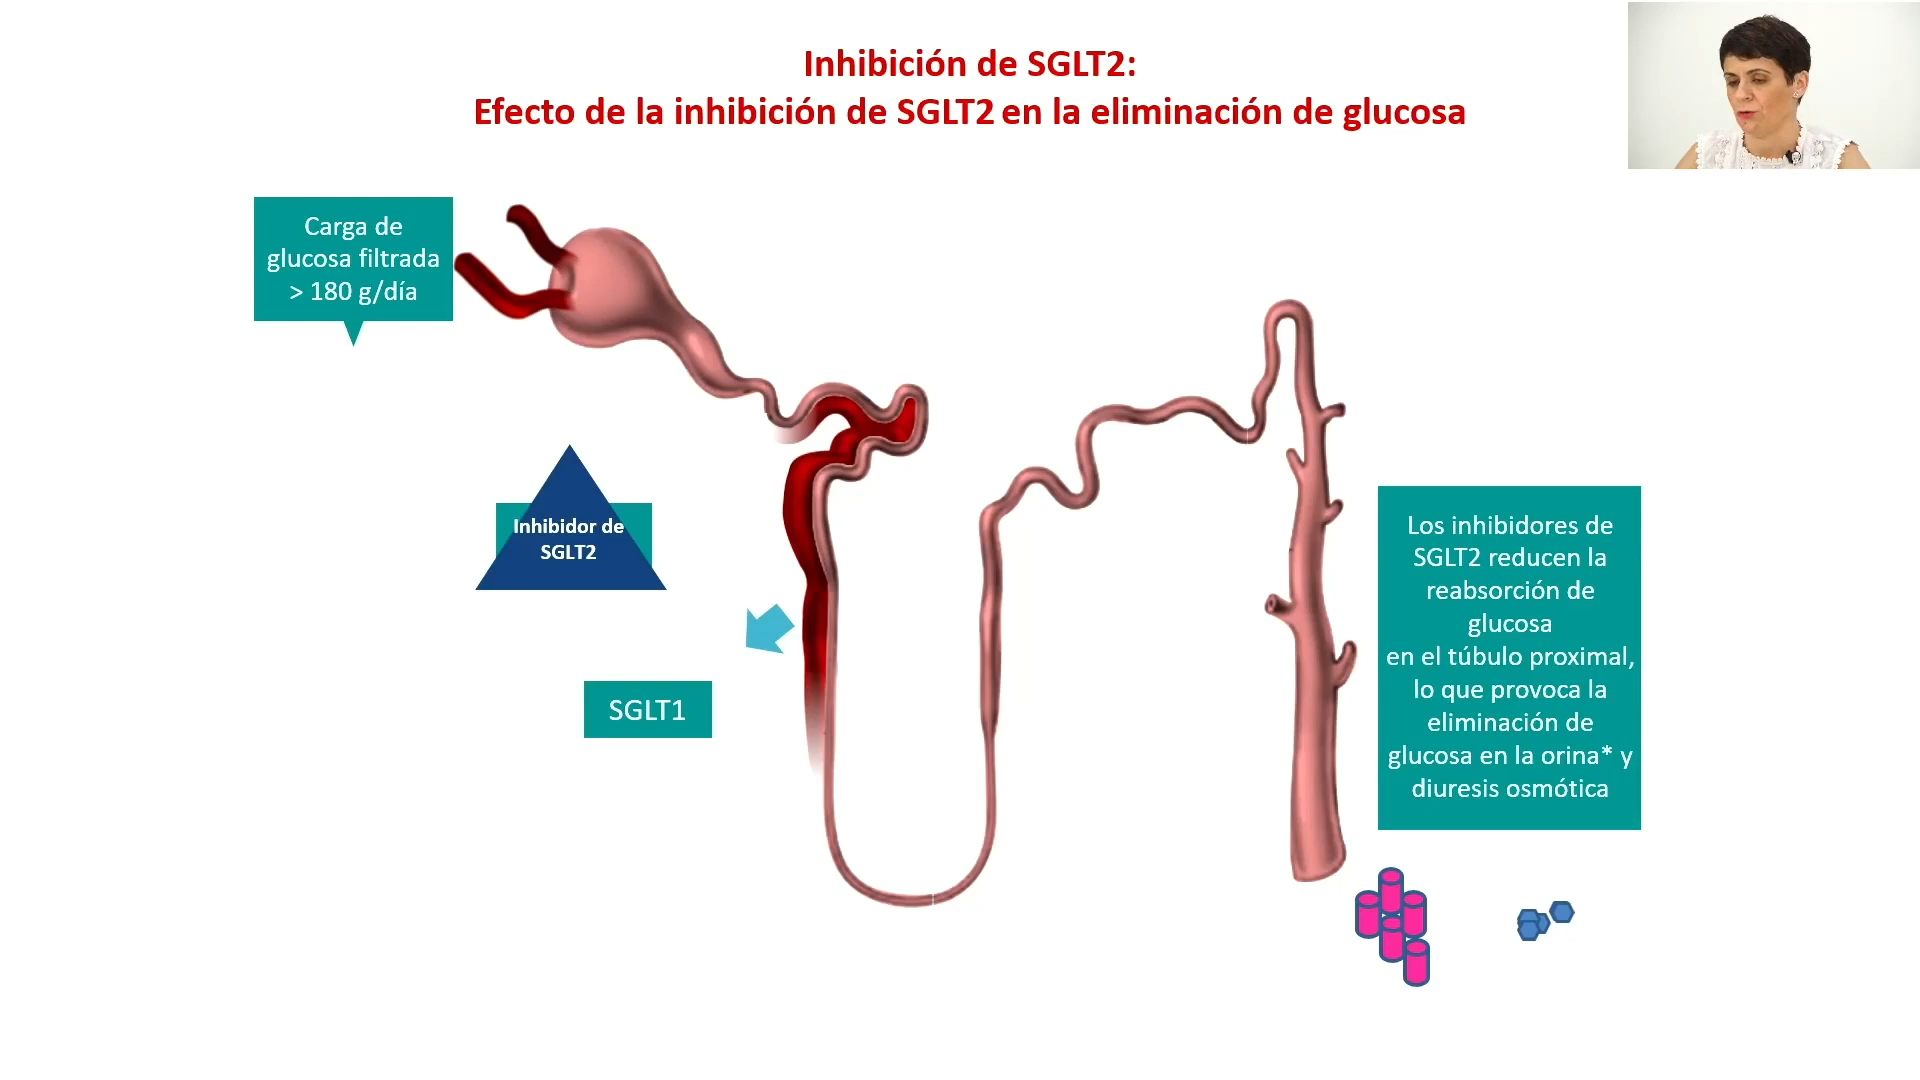 Inhibición de SGLT2:
Efecto de la inhibición de SGLT2 en la eliminación de glucosa
Carga de
glucosa filtrada
> 180 g/día
Inhibidor de
SGLT2
SGLT1
Los inhibidores de
SGLT2 reducen la
reabsorción de
glucosa
en el túbulo proximal,
lo que provoca la
eliminación de
glucosa en la orina* y
diuresis osmótica